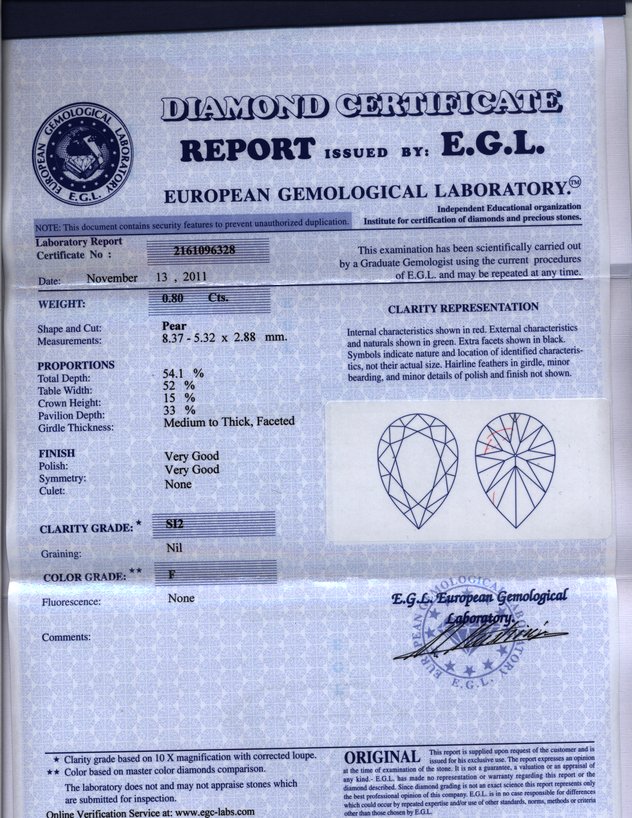 DIAMOND CERTIFICATE
REPORT ISSUED BY: E.G.L.
EUROPEAN GEMOLOGICAL LABORATORY.™
EUROPEAN GEMOLOGICAL LABORATORY
E.G.L.
Independent Educational organization
Institute for certification of diamonds and precious stones.
NOTE: This document contains security features to prevent unauthorized duplication.
Laboratory Report
Certificate No : 2161096328
Date: November 13 , 2011
This examination has been scientifically carried out
by a Graduate Gemologist using the current procedures
of E.G.L. and may be repeated at any time.
WEIGHT: 0.80 Cts.
Shape and Cut: Pear
Measurements: 8.37 - 5.32 x 2.88 mm.
PROPORTIONS
Total Depth: 54.1 %
Table Width: 52 %
Crown Height: 15 %
Pavilion Depth: 33 %
Girdle Thickness: Medium to Thick, Faceted
FINISH
Polish: Very Good
Symmetry: Very Good
Culet: None
CLARITY GRADE: * SI2
Graining: Nil
COLOR GRADE: ** F
Fluorescence: None
Comments:
CLARITY REPRESENTATION
Internal characteristics shown in red. External characteristics
and naturals shown in green. Extra facets shown in black.
Symbols indicate nature and location of identified characteris-
tics, not their actual size. Hairline feathers in girdle, minor
bearding, and minor details of polish and finish not shown.
E.G.L. European Gemological
Laboratory.
E.G.L.
★ Clarity grade based on 10 X magnification with corrected loupe.
★★ Color based on master color diamonds comparison.
The laboratory does not and may not appraise stones which
are submitted for inspection.
Online Verification Service at: www.egc-labs.com
ORIGINAL This report is supplied upon request of the customer and is
issued for his exclusive use. The report expresses an opinion
at the time of examination of the stone. It is not a guarantee, a valuation or an appraisal of
any kind.- E.G.L. has made no representation or warranty regarding this report or the
diamond described. Since diamond grading is not an exact science this report represents only
the best professional opinion of this company. E.G.L. is in no case responsible for differences
which could occur by repeated expertise and/or use of other standards, norms, methods or criteria
other than those chosen by E.G.L.